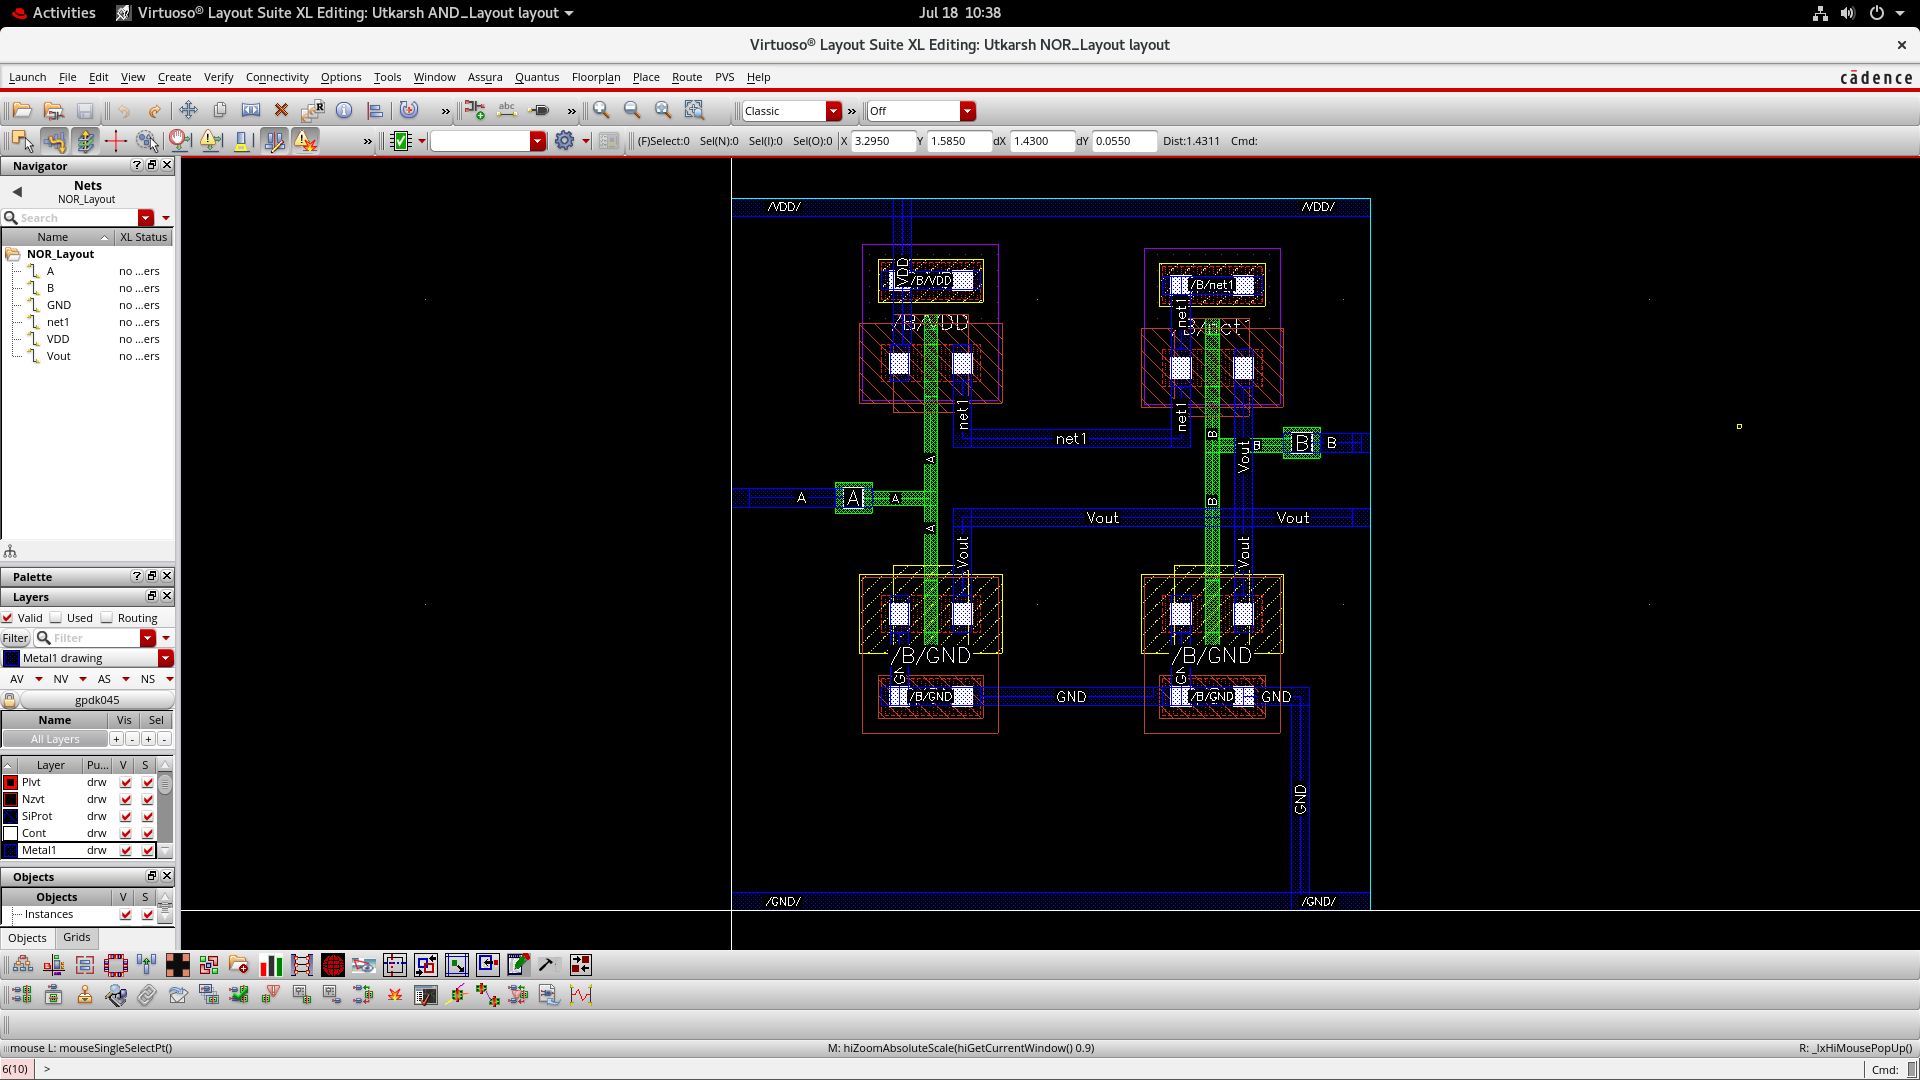 Activities Virtuoso® Layout Suite XL Editing: Utkarsh AND_Layout layout Jul 18 10:38
Virtuoso® Layout Suite XL Editing: Utkarsh NOR_Layout layout
Launch File Edit View Create Verify Connectivity Options Tools Window Assura Quantus Floorplan Place Route PVS Help cādence
abc » » Classic » Off
» (F)Select:0 Sel(N):0 Sel(I):0 Sel(O):0 X 3.2950 Y 1.5850 dX 1.4300 dY 0.0550 Dist:1.4311 Cmd:
Navigator
Nets
NOR_Layout
Search
Name XL Status
NOR_Layout
A no ...ers
B no ...ers
GND no ...ers
net1 no ...ers
VDD no ...ers
Vout no ...ers
Palette
Layers
Valid Used Routing
Filter Filter
Metal1 drawing
AV NV AS NS
gpdk045
Name Vis Sel
All Layers + - + -
Layer Pu... V S
Plvt drw
Nzvt drw
SiProt drw
Cont drw
Metal1 drw
Objects
Objects V S
Instances
Objects Grids
/VDD/ /VDD/
VDD /B/VDD /B/net1
net1
/B/VDD
net1 net1 net1
B B B B
A Vout
A A A
B
A Vout Vout
Vout Vout
/B/GND /B/GND
/B/GND GND /B/GND GND
GND
/GND/ /GND/
mouse L: mouseSingleSelectPt() M: hiZoomAbsoluteScale(hiGetCurrentWindow() 0.9) R: _lxHiMousePopUp()
6(10) > Cmd: